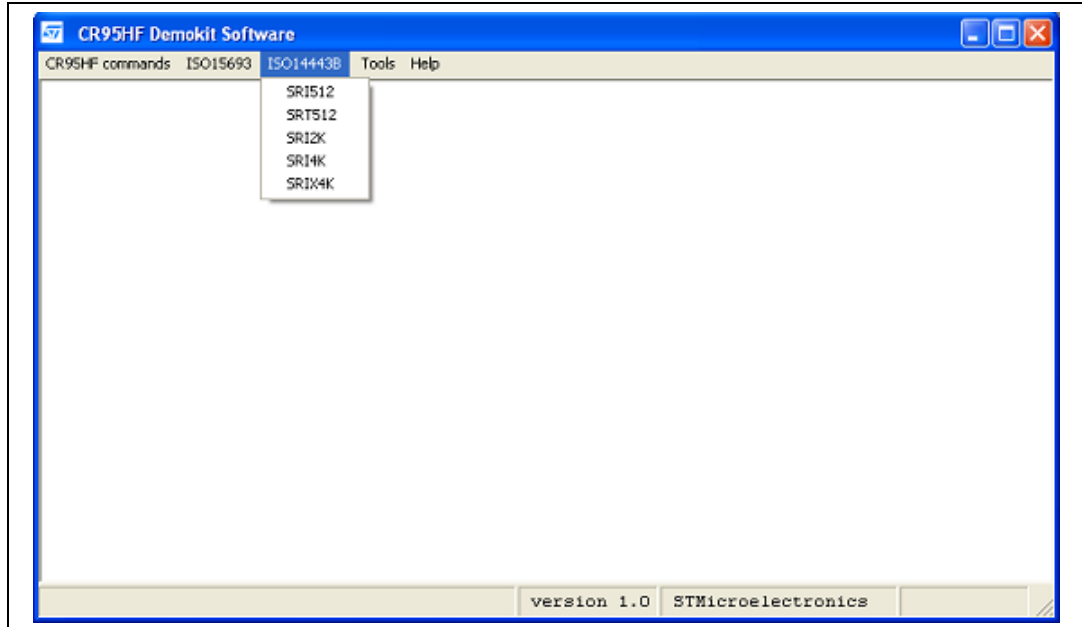 CR95HF Demokit Software
CR95HF commands ISO15693 ISO14443B Tools Help
SRI512
SRT512
SRI2K
SRI4K
SRIX4K
version 1.0 STMicroelectronics